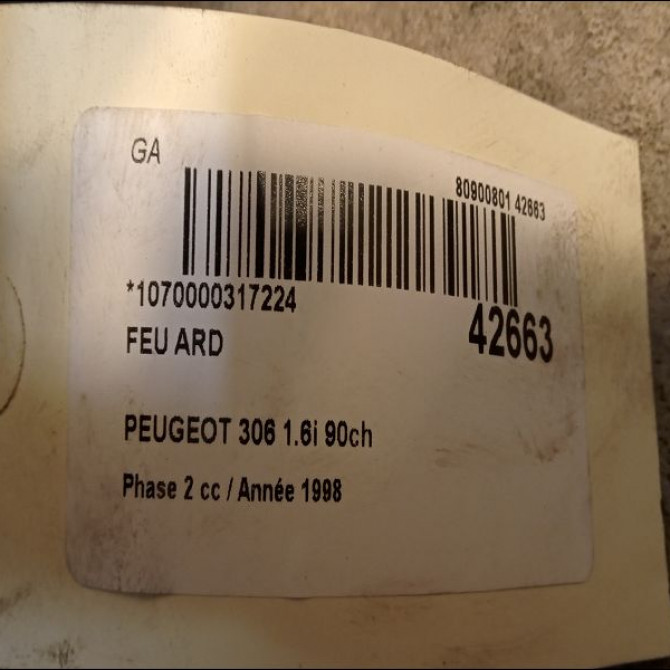 GA
80900801 42663
*1070000317224
42663
FEU ARD
PEUGEOT 306 1.6i 90ch
Phase 2 cc / Année 1998